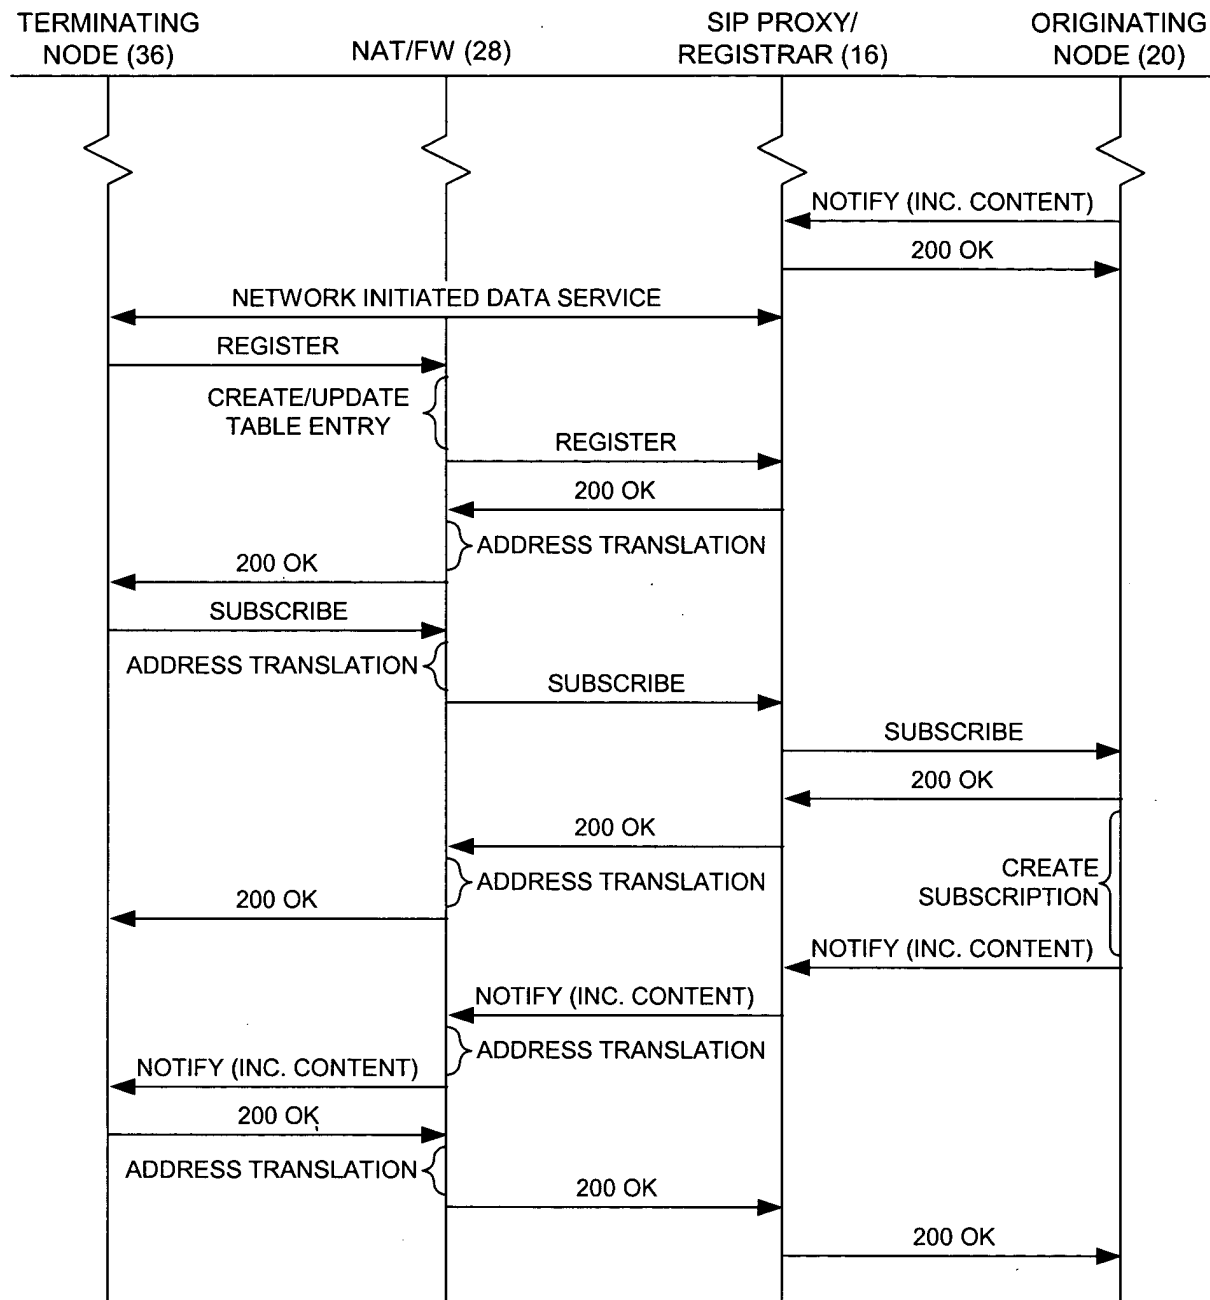 TERMINATING
NODE (36)
NAT/FW (28)
SIP PROXY/
REGISTRAR (16)
ORIGINATING
NODE (20)
NOTIFY (INC. CONTENT)
200 OK
NETWORK INITIATED DATA SERVICE
REGISTER
CREATE/UPDATE
TABLE ENTRY
REGISTER
200 OK
ADDRESS TRANSLATION
200 OK
SUBSCRIBE
ADDRESS TRANSLATION
SUBSCRIBE
SUBSCRIBE
200 OK
200 OK
CREATE
SUBSCRIPTION
ADDRESS TRANSLATION
200 OK
NOTIFY (INC. CONTENT)
NOTIFY (INC. CONTENT)
ADDRESS TRANSLATION
NOTIFY (INC. CONTENT)
200 OK
ADDRESS TRANSLATION
200 OK
200 OK